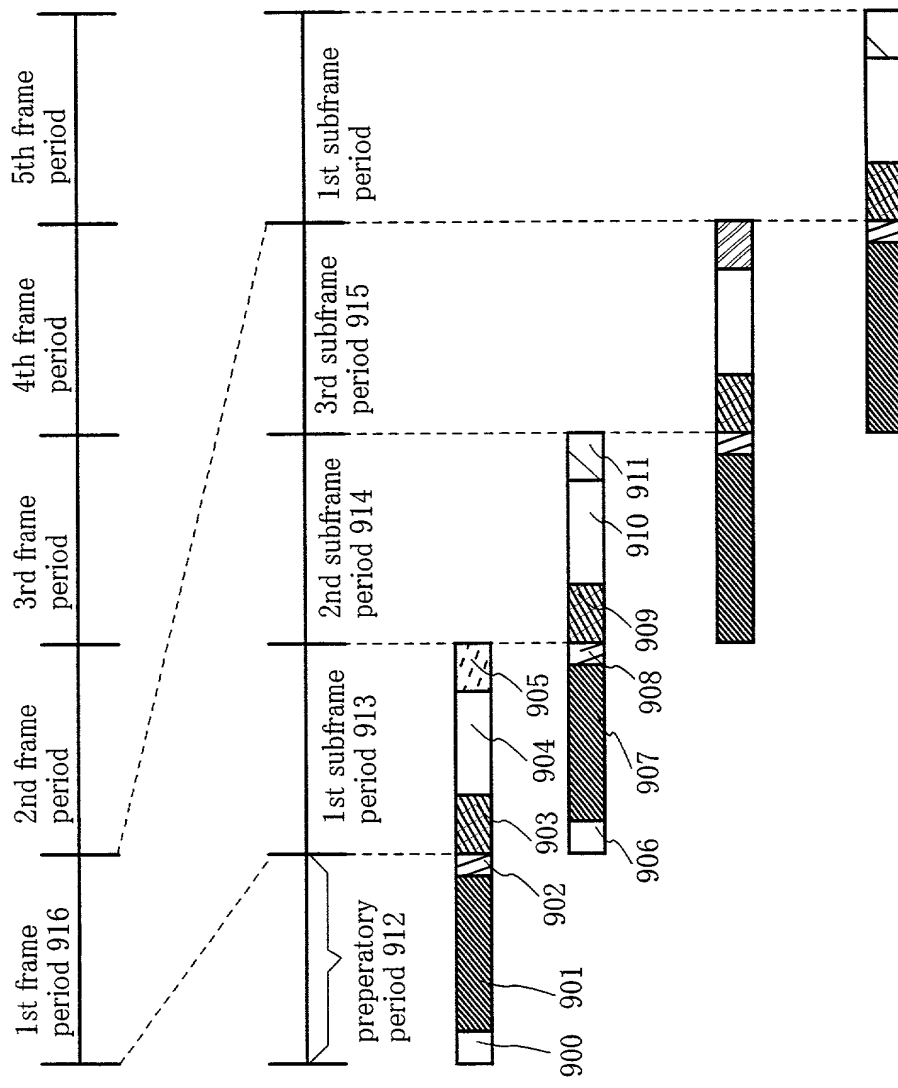 1st frame
period 916
2nd frame
period
3rd frame
period
4th frame
period
5th frame
period
preperatory
period 912
1st subframe
period 913
2nd subframe
period 914
3rd subframe
period 915
1st subframe
period
900
901
902
903
904
905
906
907
908
909
910
911